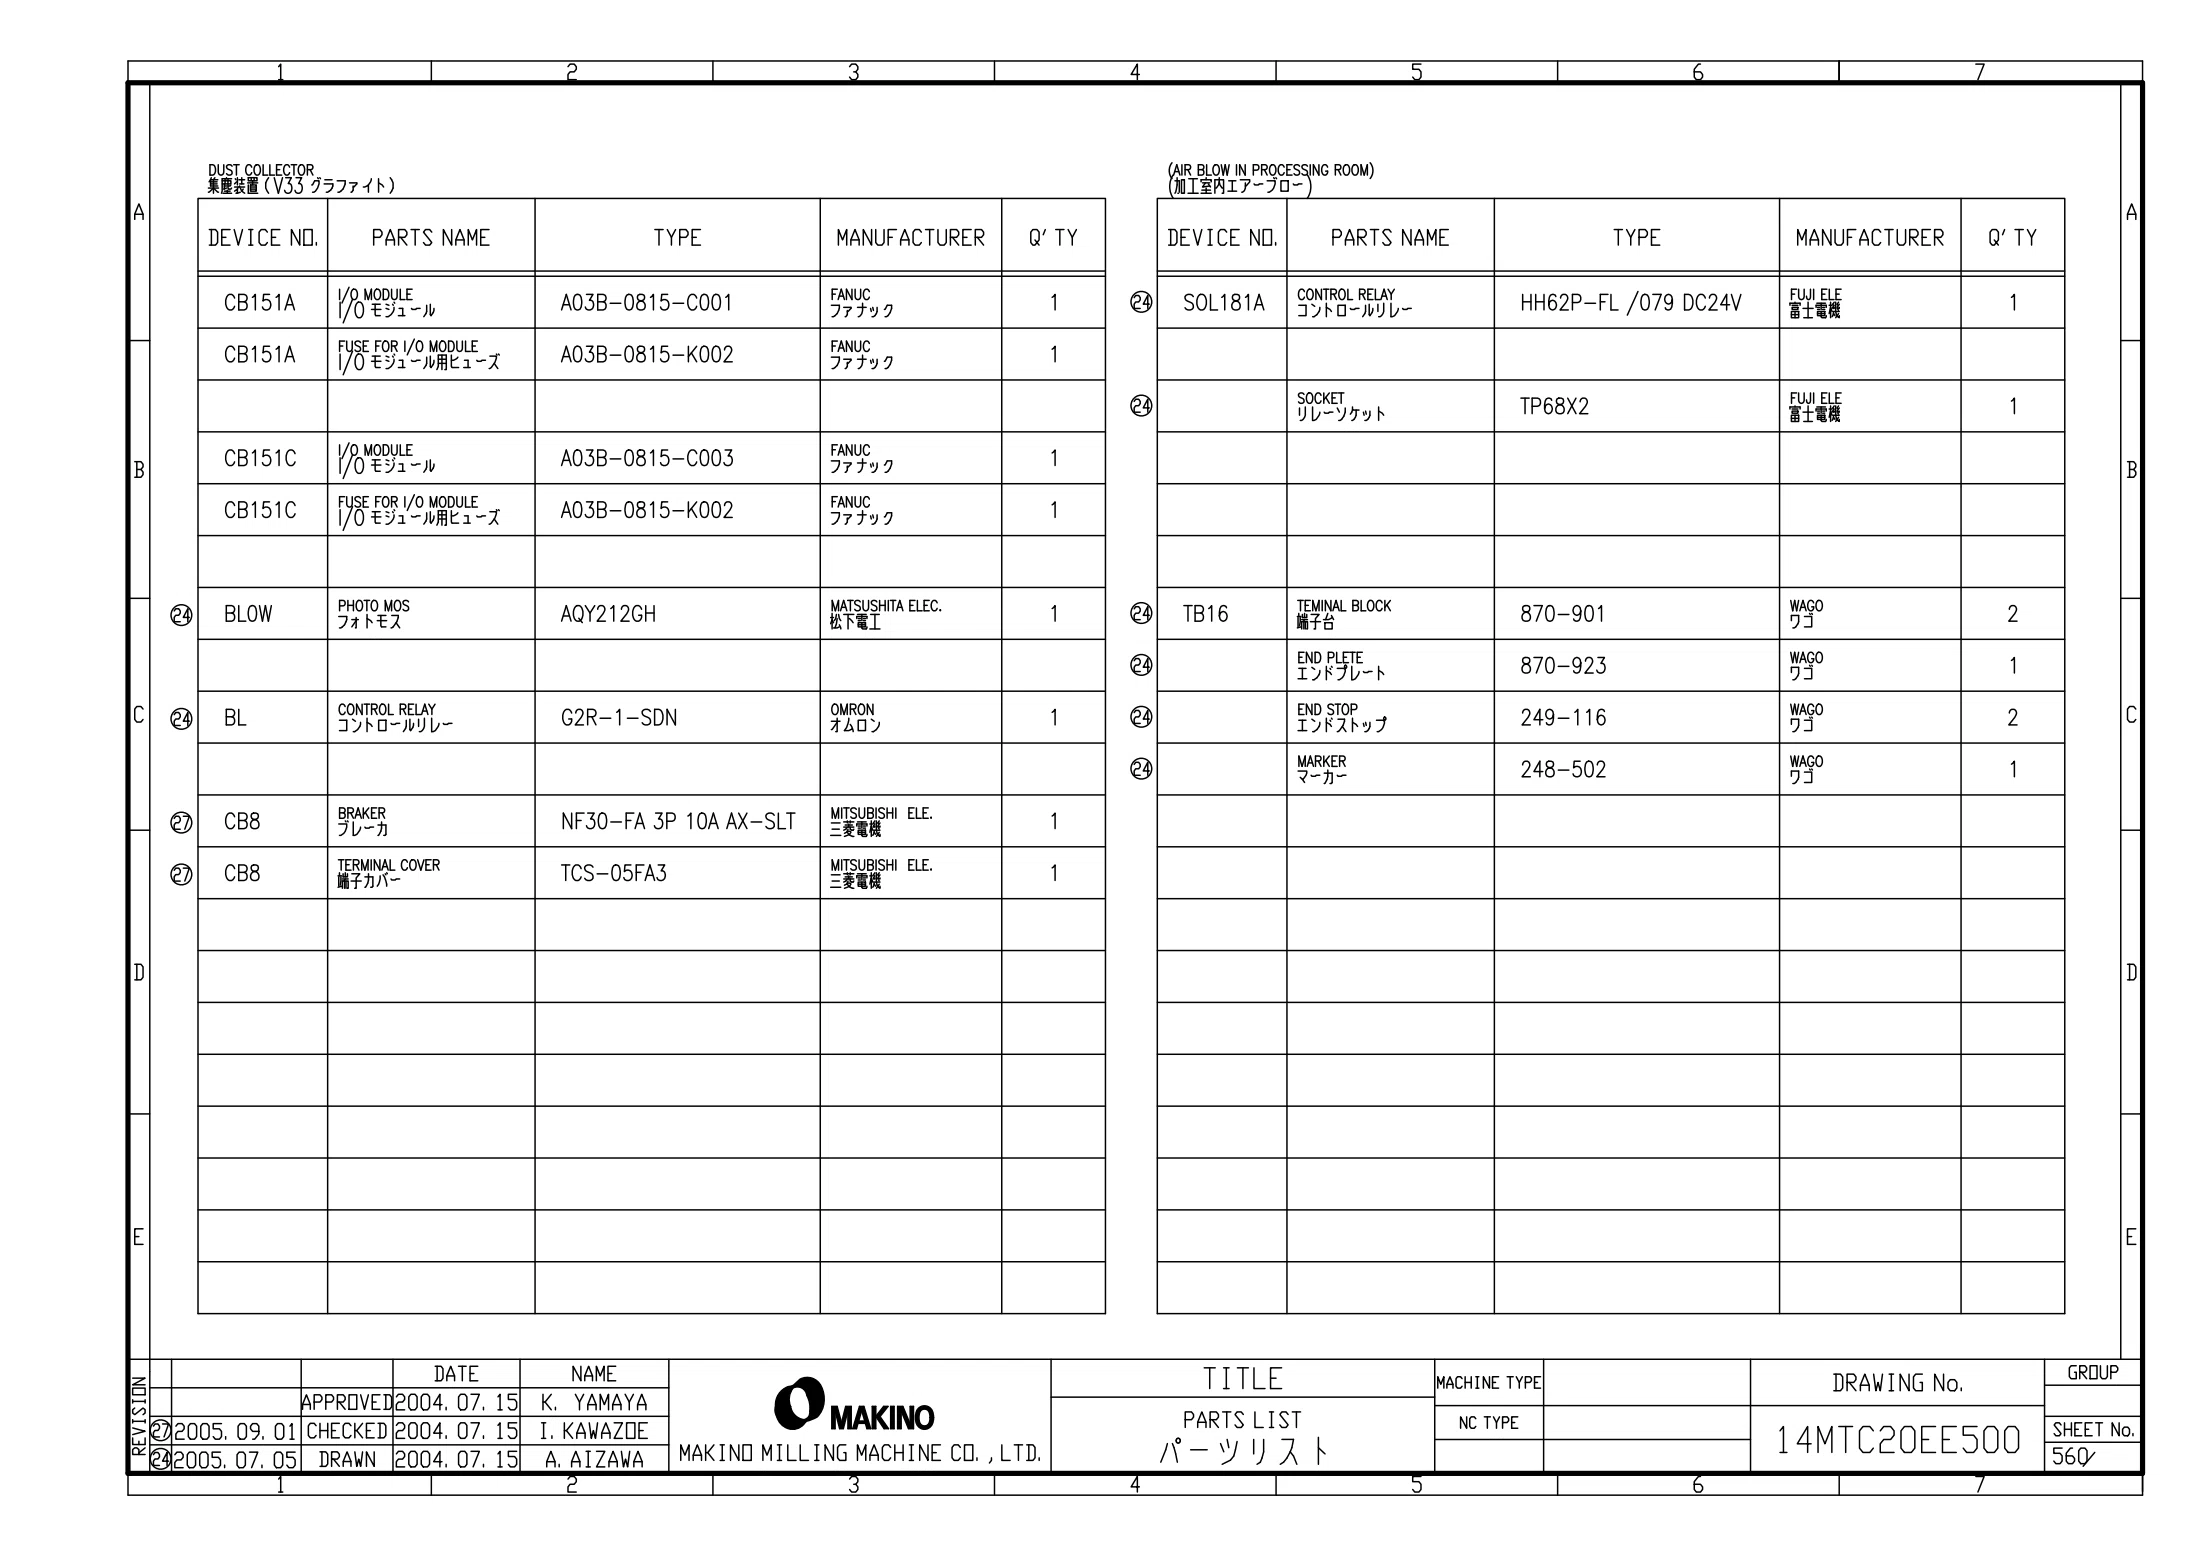 1 2 3 4 5 6 7
A A
B B
C C
D D
E E
DUST COLLECTOR
集塵装置(V33 グラファイト)
DEVICE NO. PARTS NAME TYPE MANUFACTURER Q'TY
CB151A I/O MODULE A03B-0815-C001 FANUC 1
I/O モジュール ファナック
CB151A FUSE FOR I/O MODULE A03B-0815-K002 FANUC 1
I/O モジュール用ヒューズ ファナック
CB151C I/O MODULE A03B-0815-C003 FANUC 1
I/O モジュール ファナック
CB151C FUSE FOR I/O MODULE A03B-0815-K002 FANUC 1
I/O モジュール用ヒューズ ファナック
24 BLOW PHOTO MOS AQY212GH MATSUSHITA ELEC. 1
フォトモス 松下電工
24 BL CONTROL RELAY G2R-1-SDN OMRON 1
コントロールリレー オムロン
27 CB8 BRAKER NF30-FA 3P 10A AX-SLT MITSUBISHI ELE. 1
ブレーカ 三菱電機
27 CB8 TERMINAL COVER TCS-05FA3 MITSUBISHI ELE. 1
端子カバー 三菱電機
(AIR BLOW IN PROCESSING ROOM)
(加工室内エアーブロー)
DEVICE NO. PARTS NAME TYPE MANUFACTURER Q'TY
24 SOL181A CONTROL RELAY HH62P-FL /079 DC24V FUJI ELE 1
コントロールリレー 富士電機
24 SOCKET TP68X2 FUJI ELE 1
リレーソケット 富士電機
24 TB16 TEMINAL BLOCK 870-901 WAGO 2
端子台 ワゴ
24 END PLETE 870-923 WAGO 1
エンドプレート ワゴ
24 END STOP 249-116 WAGO 2
エンドストップ ワゴ
24 MARKER 248-502 WAGO 1
マーカー ワゴ
REVISION
DATE NAME
APPROVED 2004. 07. 15 K. YAMAYA
27 2005. 09. 01 CHECKED 2004. 07. 15 I. KAWAZOE
24 2005. 07. 05 DRAWN 2004. 07. 15 A. AIZAWA
MAKINO
MAKINO MILLING MACHINE CO. , LTD.
TITLE
PARTS LIST
パーツリスト
MACHINE TYPE
NC TYPE
DRAWING No.
14MTC20EE500
GROUP
SHEET No.
560/
1 2 3 4 5 6 7